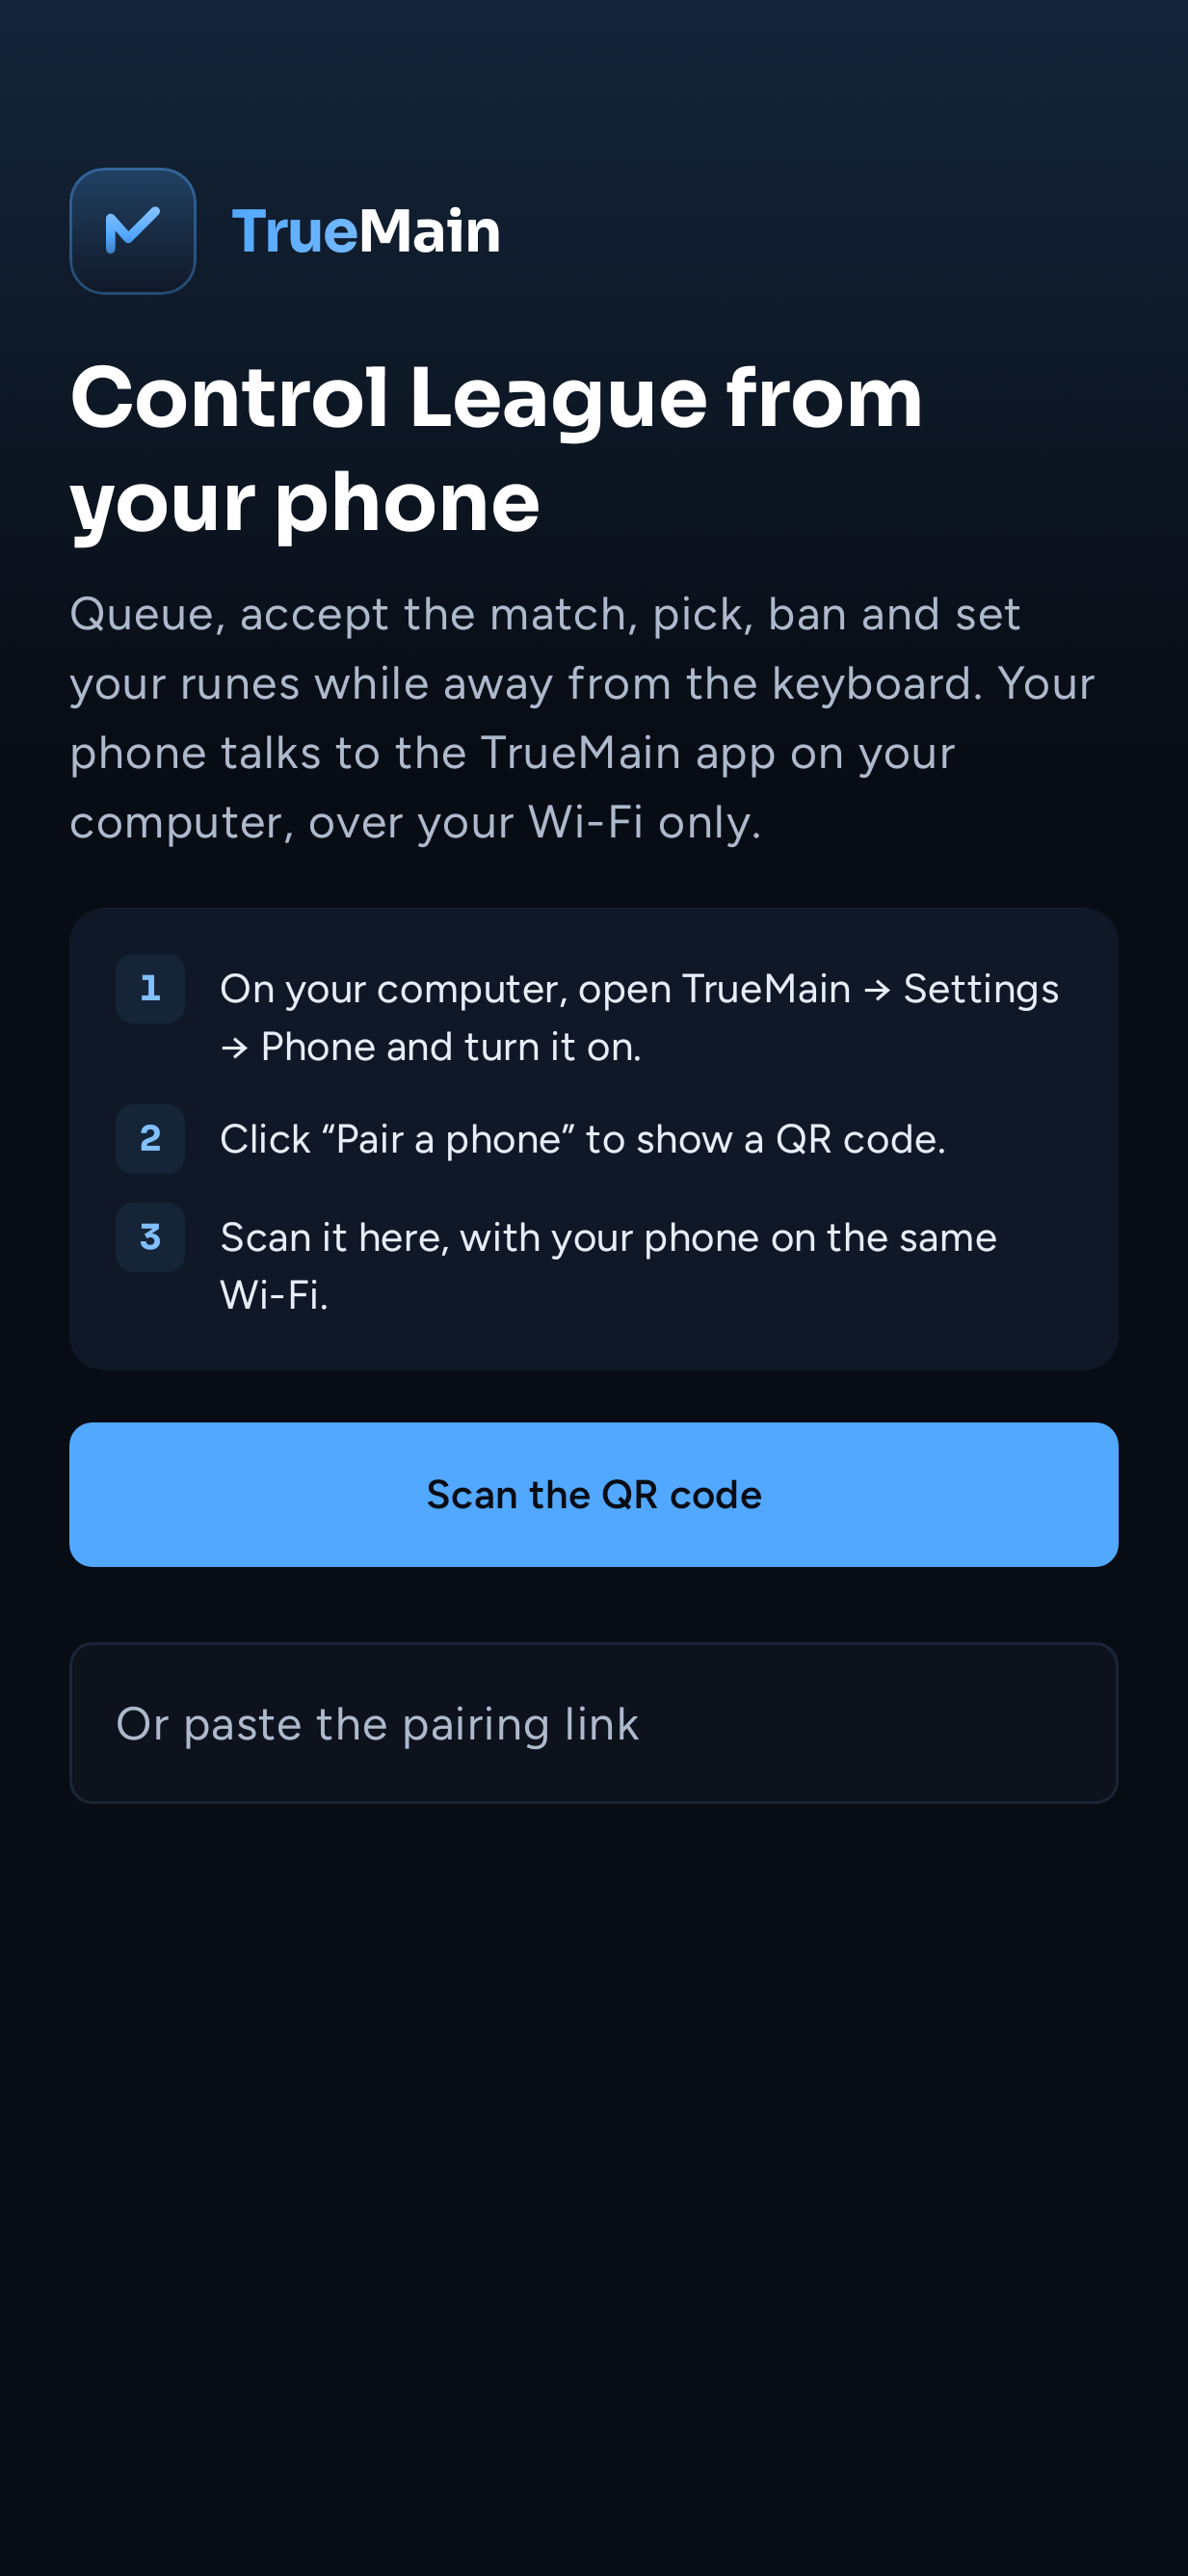 TrueMain
Control League from
your phone
Queue, accept the match, pick, ban and set
your runes while away from the keyboard. Your
phone talks to the TrueMain app on your
computer, over your Wi-Fi only.
1 On your computer, open TrueMain → Settings
→ Phone and turn it on.
2 Click “Pair a phone” to show a QR code.
3 Scan it here, with your phone on the same
Wi-Fi.
Scan the QR code
Or paste the pairing link